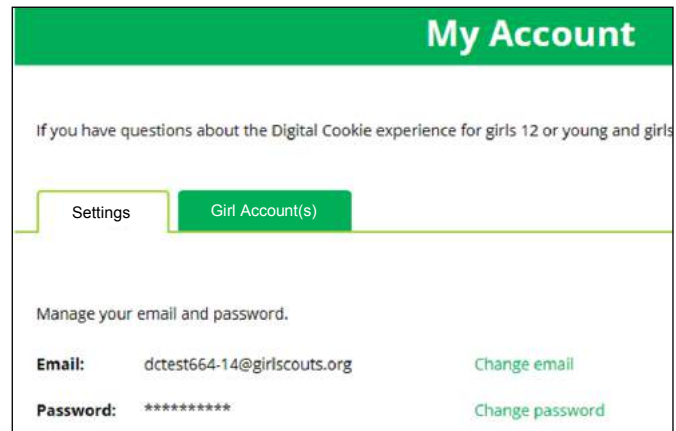 My Account
If you have questions about the Digital Cookie experience for girls 12 or young and girls
Settings
Girl Account(s)
Manage your email and password.
Email: dctest664-14@girlscouts.org Change email
Password: ********** Change password